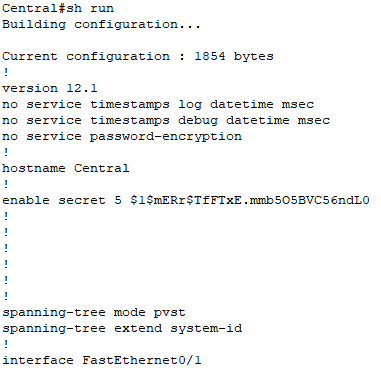 Central#sh run
Building configuration...
Current configuration : 1854 bytes
!
version 12.1
no service timestamps log datetime msec
no service timestamps debug datetime msec
no service password-encryption
!
hostname Central
!
enable secret 5 $1$mERr$TfFTxE.mmb5O5BVC56ndL0
!
!
!
!
!
!
spanning-tree mode pvst
spanning-tree extend system-id
!
interface FastEthernet0/1